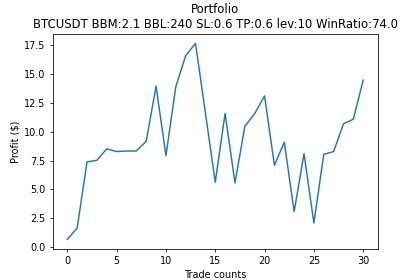 Portfolio
BTCUSDT BBM:2.1 BBL:240 SL:0.6 TP:0.6 lev:10 WinRatio:74.0
17.5
15.0
12.5
10.0
7.5
5.0
2.5
0.0
Profit ($)
0 5 10 15 20 25 30
Trade counts